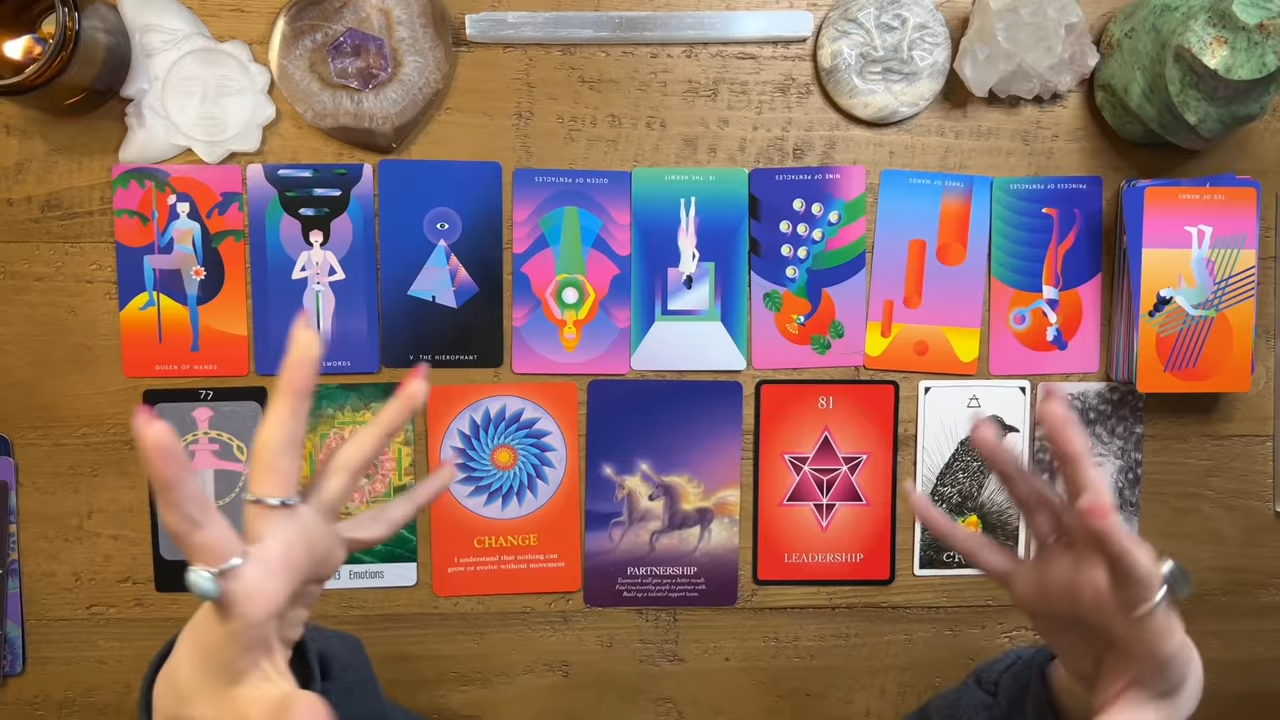 QUEEN OF WANDS
SWORDS
V. THE HIEROPHANT
QUEEN OF PENTACLES
IX. THE HERMIT
NINE OF PENTACLES
THREE OF WANDS
PRINCESS OF PENTACLES
TEN OF WANDS
77
13 Emotions
CHANGE
I understand that nothing can
grow or evolve without movement
PARTNERSHIP
Teamwork will give you a better result.
Find trustworthy people to partner with.
Build up a talented support team.
81
LEADERSHIP